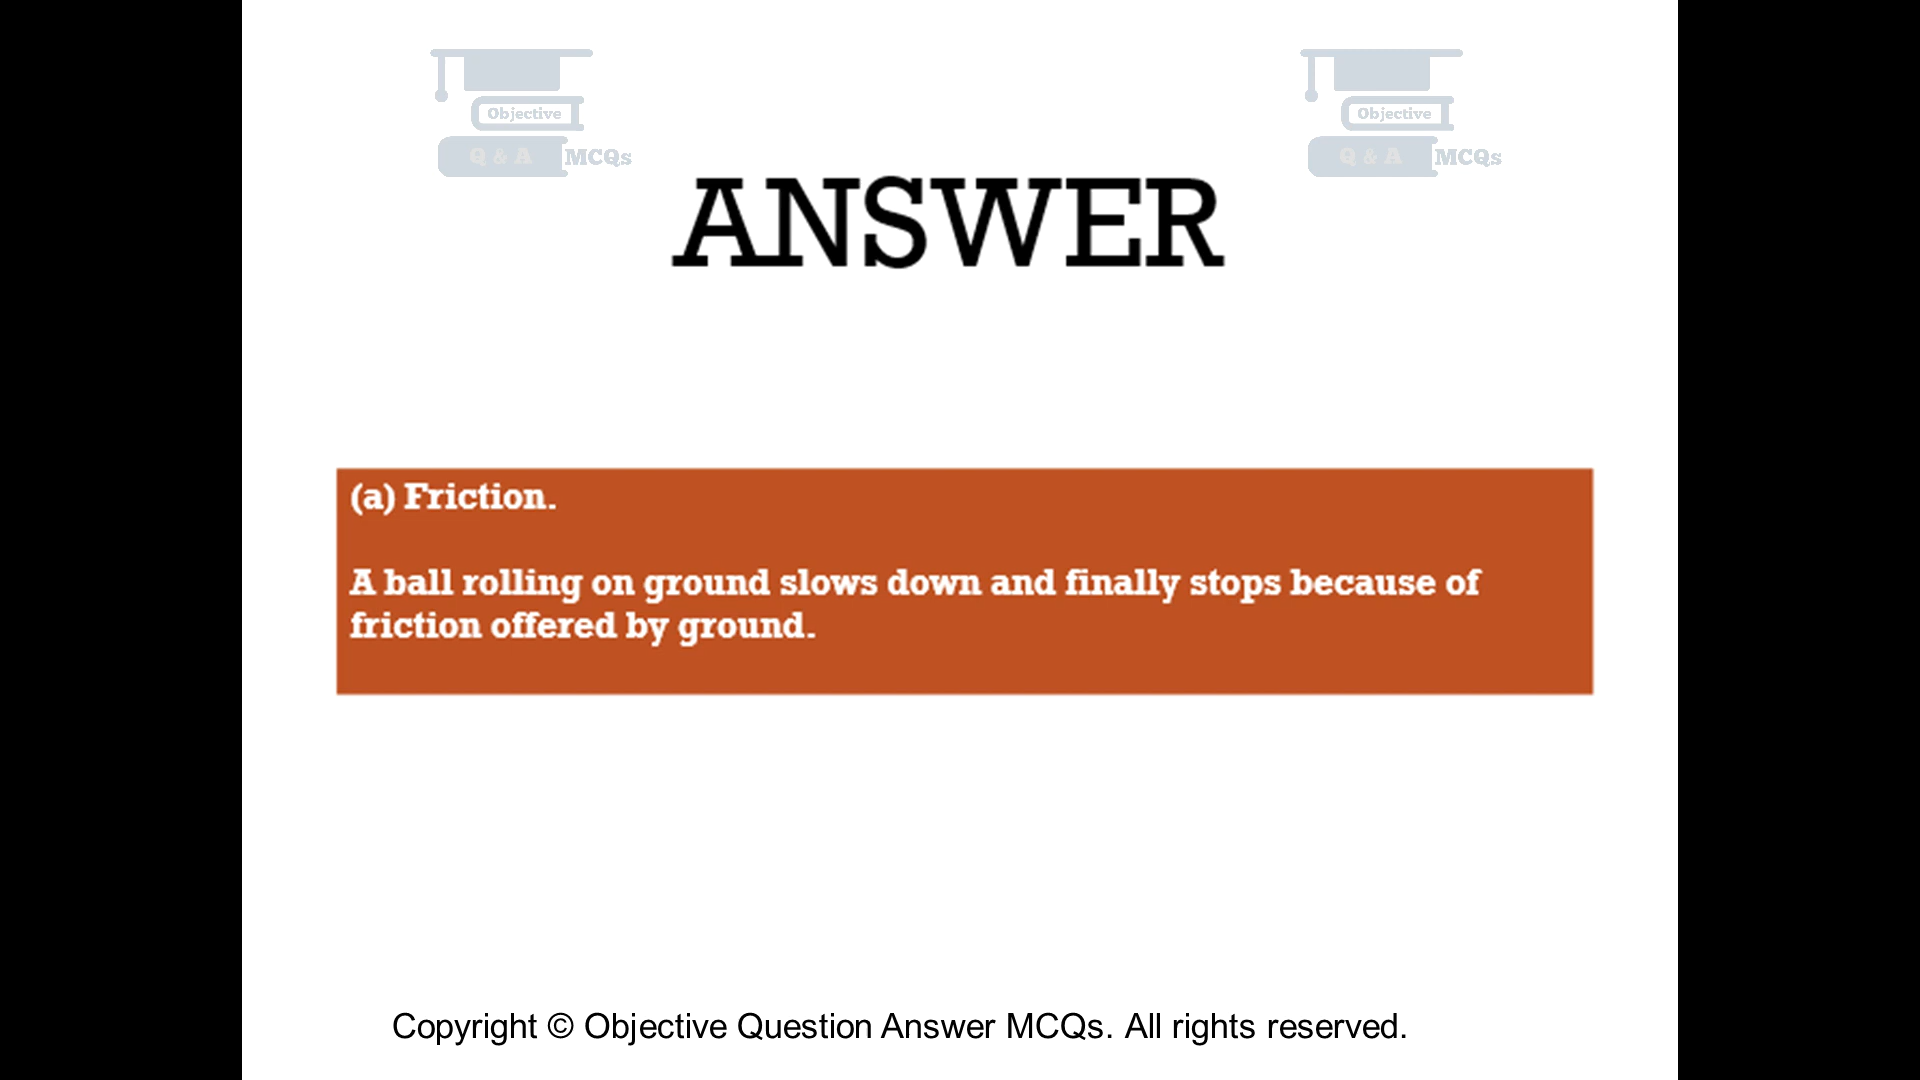 Objective
Q & A MCQs
Objective
Q & A MCQs
ANSWER
(a) Friction.
A ball rolling on ground slows down and finally stops because of
friction offered by ground.
Copyright © Objective Question Answer MCQs. All rights reserved.